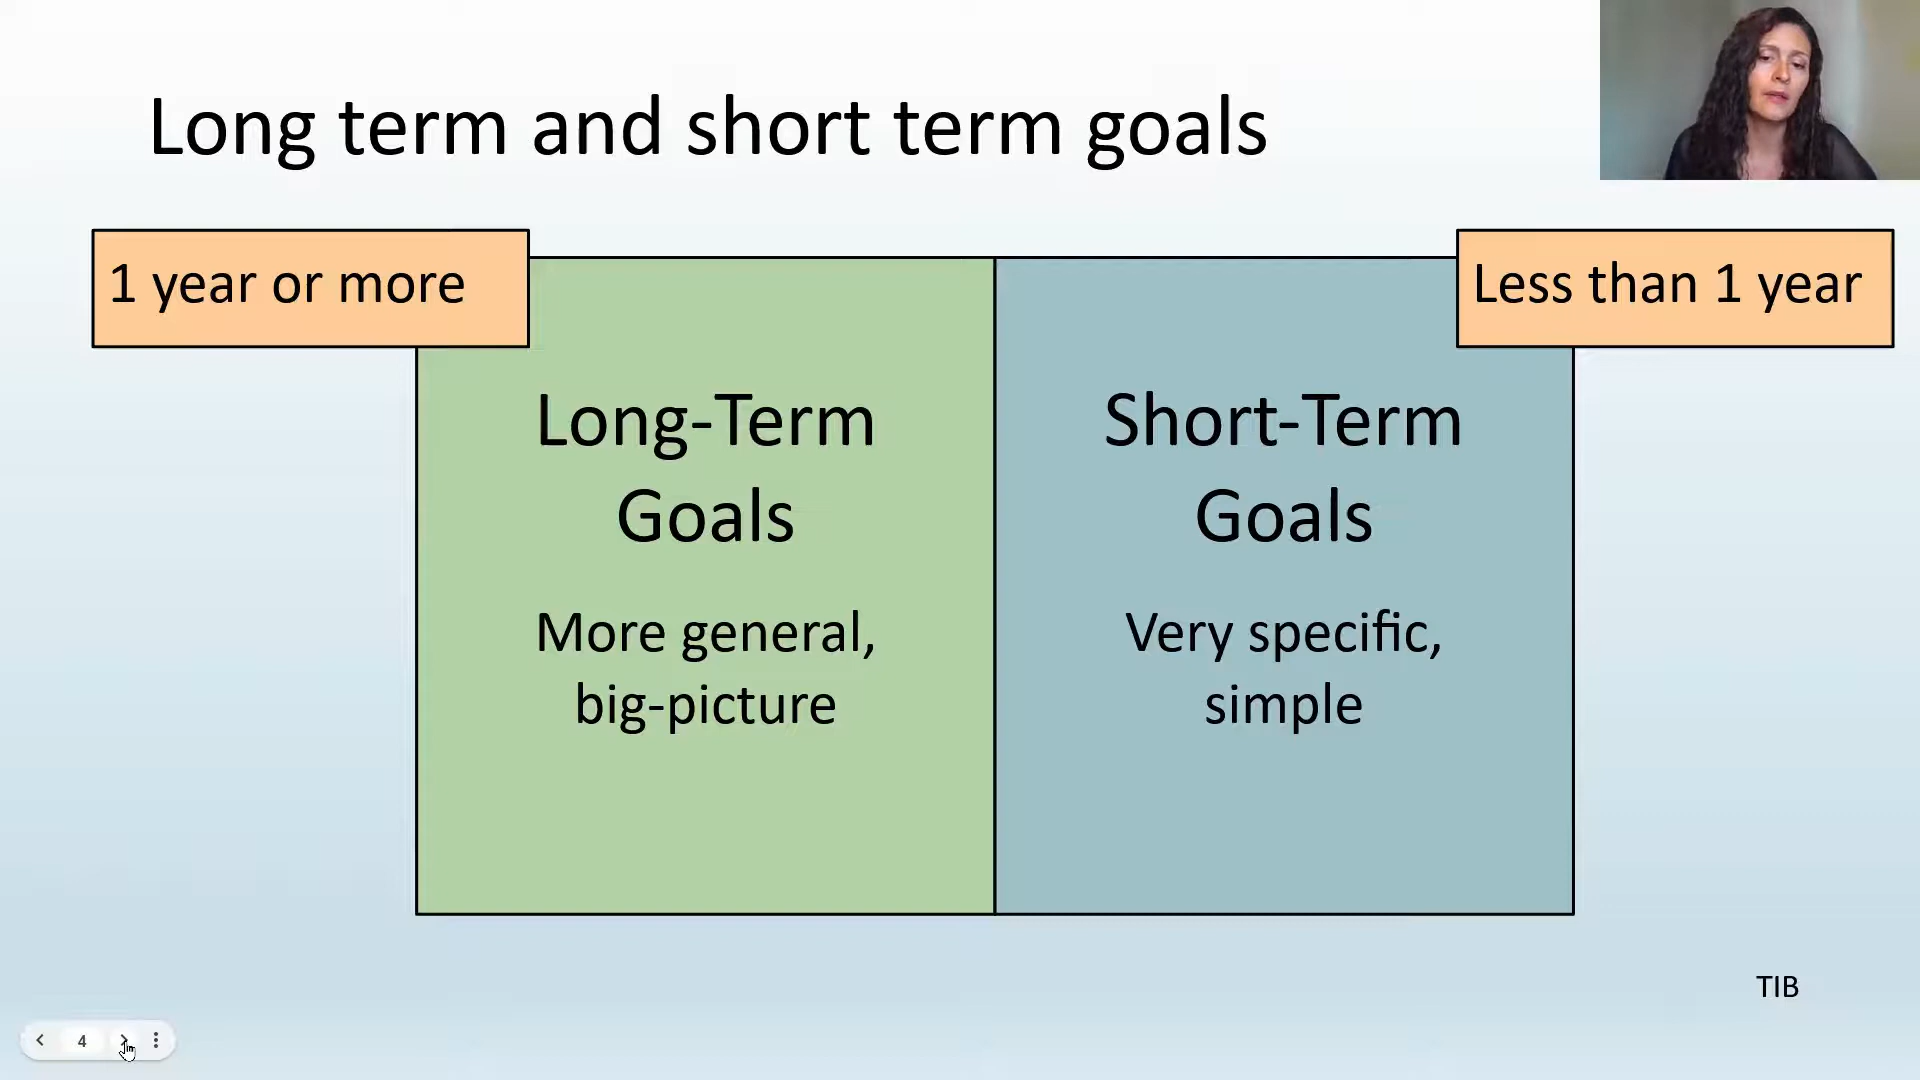 Long term and short term goals
1 year or more
Less than 1 year
Long-Term
Goals
More general,
big-picture
Short-Term
Goals
Very specific,
simple
TIB
4